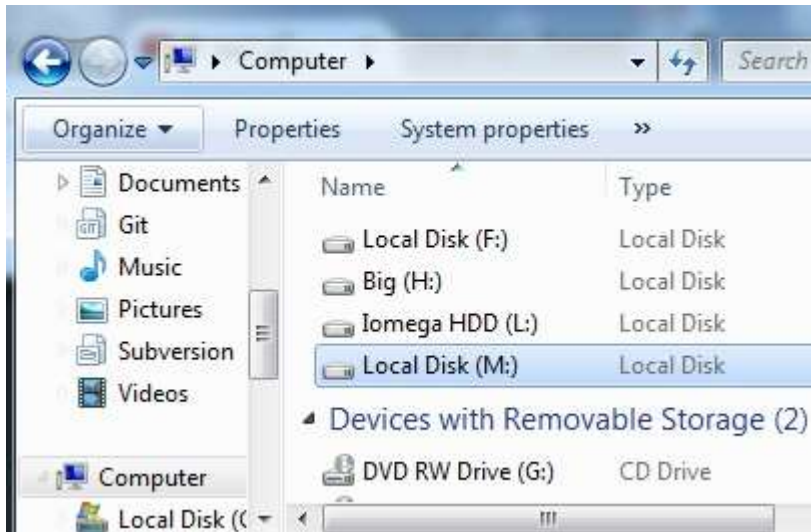 Computer
Search
Organize
Properties
System properties
»
Documents
Git
Music
Pictures
Subversion
Videos
Computer
Local Disk (C
Name
Type
Local Disk (F:)
Local Disk
Big (H:)
Local Disk
Iomega HDD (L:)
Local Disk
Local Disk (M:)
Local Disk
Devices with Removable Storage (2)
DVD RW Drive (G:)
CD Drive